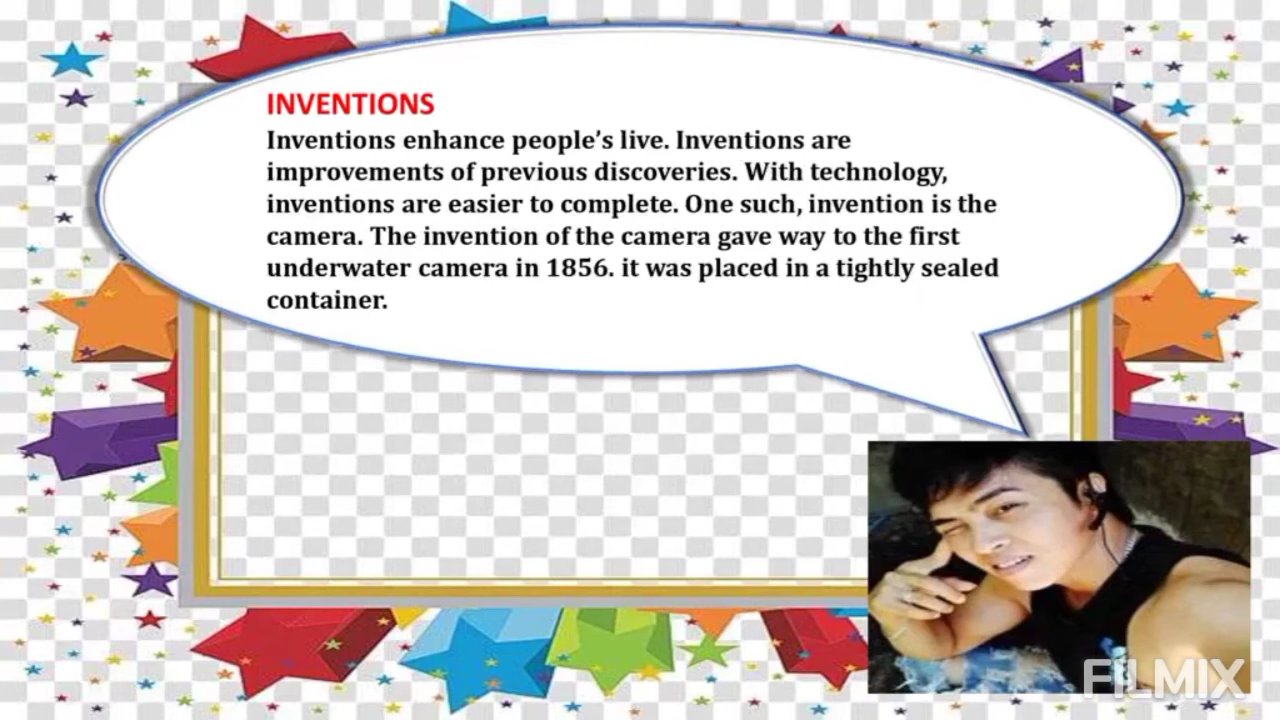 INVENTIONS
Inventions enhance people’s live. Inventions are
improvements of previous discoveries. With technology,
inventions are easier to complete. One such, invention is the
camera. The invention of the camera gave way to the first
underwater camera in 1856. it was placed in a tightly sealed
container.
FILMIX